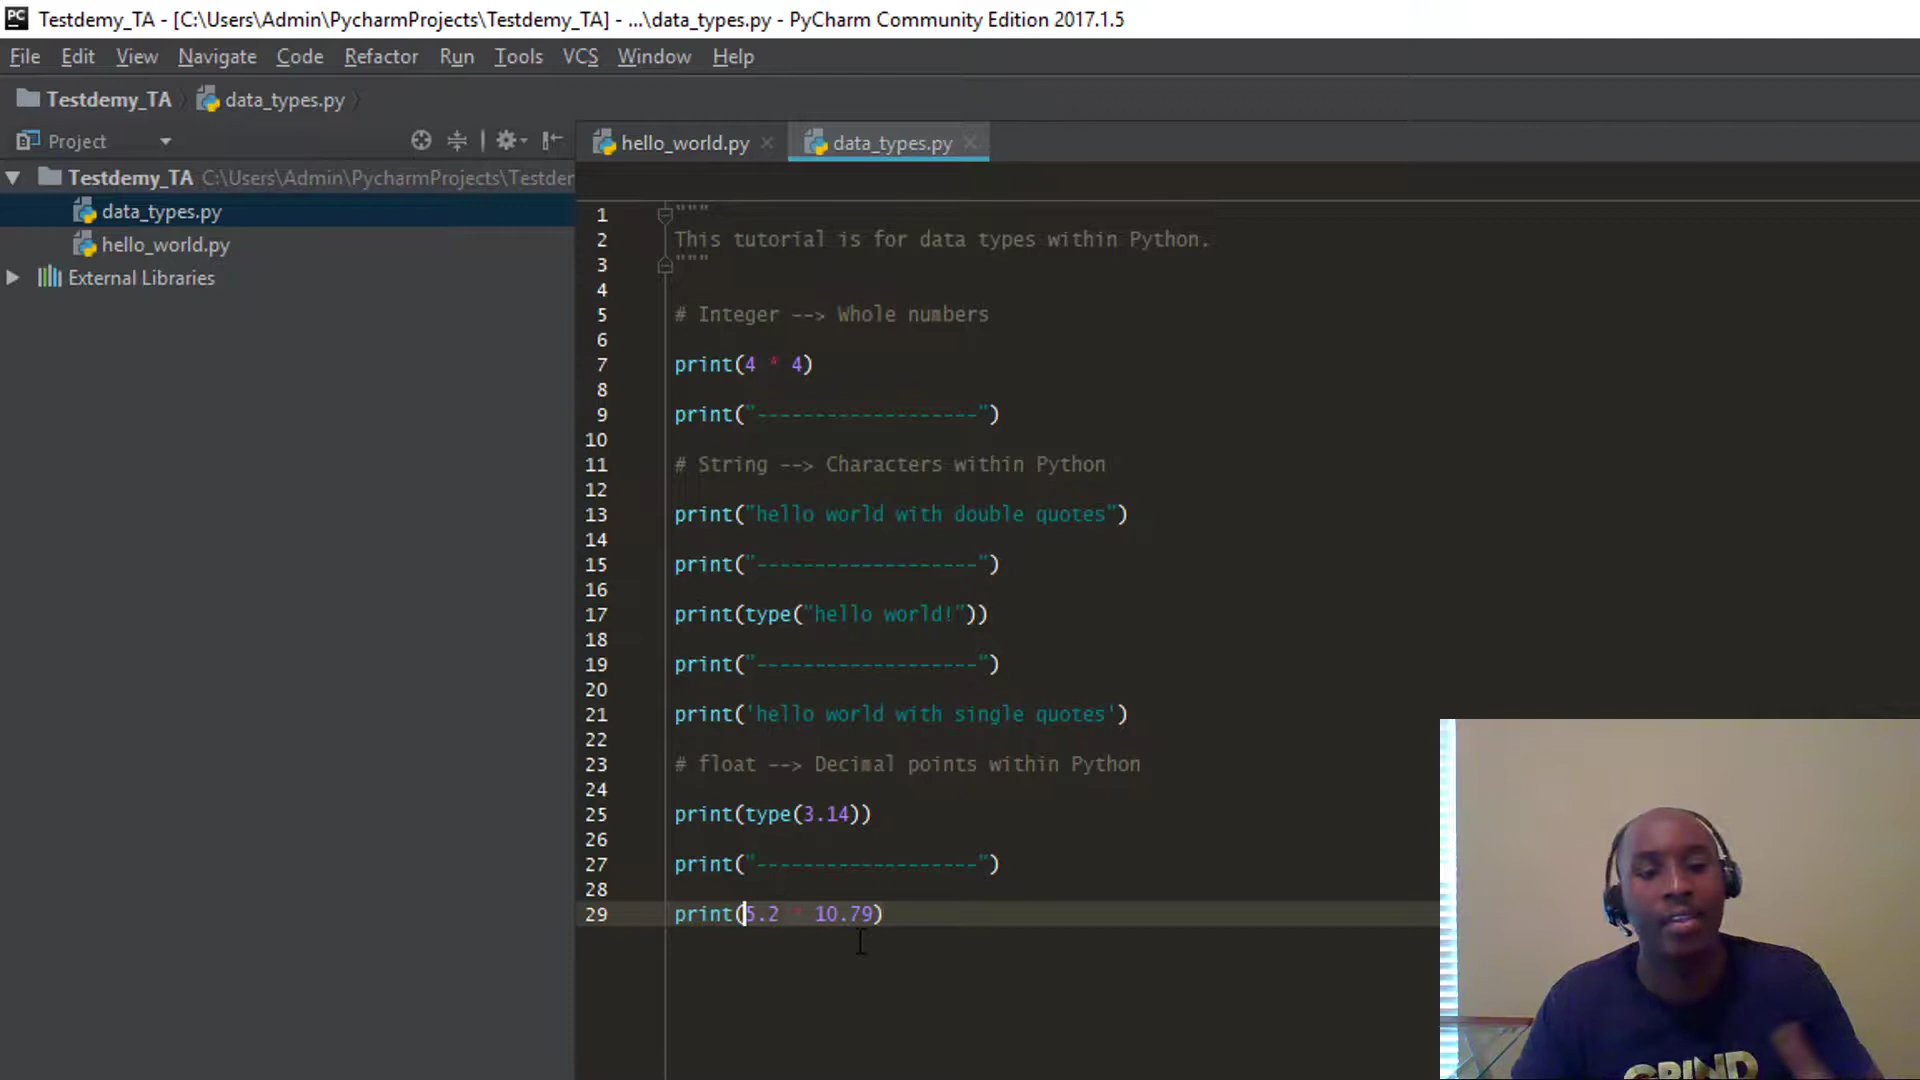 PC Testdemy_TA - [C:\Users\Admin\PycharmProjects\Testdemy_TA] - ...\data_types.py - PyCharm Community Edition 2017.1.5
File Edit View Navigate Code Refactor Run Tools VCS Window Help
Testdemy_TA data_types.py
Project
hello_world.py data_types.py
Testdemy_TA C:\Users\Admin\PycharmProjects\Testder
data_types.py
hello_world.py
External Libraries
1 """
2 This tutorial is for data types within Python.
3 """
4
5 # Integer --> Whole numbers
6
7 print(4 * 4)
8
9 print("-------------------")
10
11 # String --> Characters within Python
12
13 print("hello world with double quotes")
14
15 print("-------------------")
16
17 print(type("hello world!"))
18
19 print("-------------------")
20
21 print('hello world with single quotes')
22
23 # float --> Decimal points within Python
24
25 print(type(3.14))
26
27 print("-------------------")
28
29 print(5.2 * 10.79)
GRIND